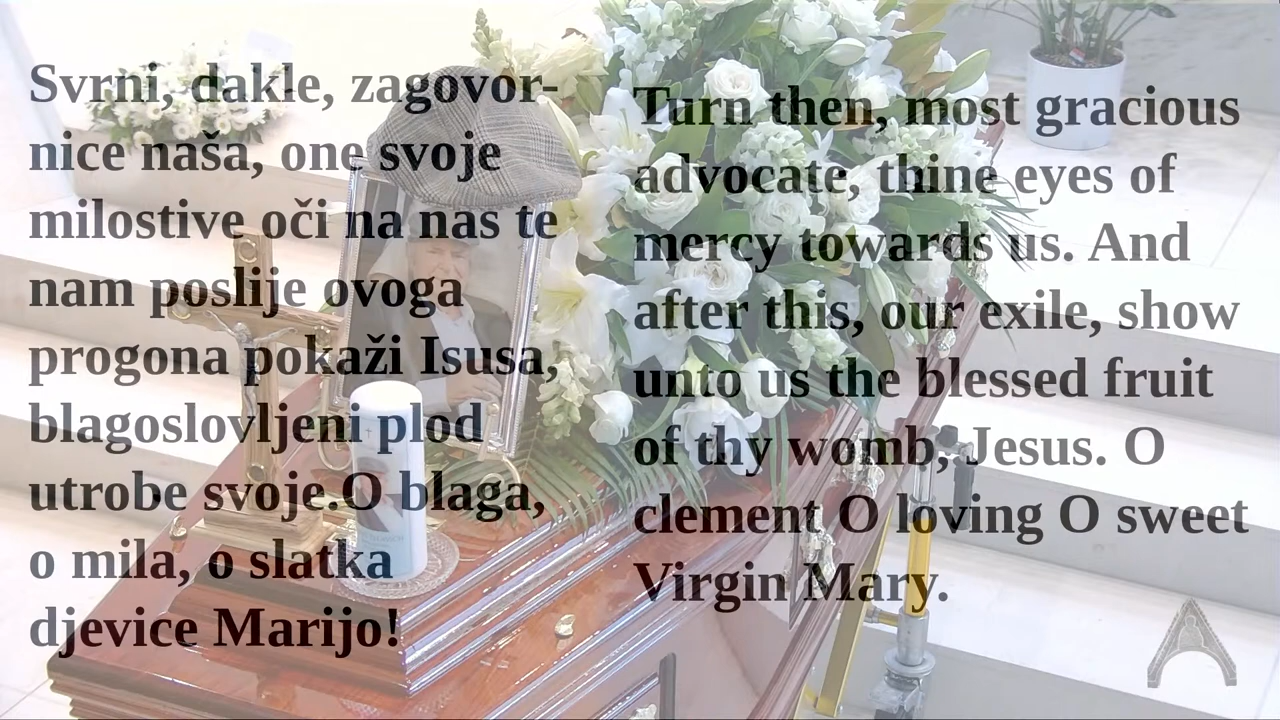 Svrni, dakle, zagovor-
nice naša, one svoje
milostive oči na nas te
nam poslije ovoga
progona pokaži Isusa,
blagoslovljeni plod
utrobe svoje.O blaga,
o mila, o slatka
djevice Marijo!
Turn then, most gracious
advocate, thine eyes of
mercy towards us. And
after this, our exile, show
unto us the blessed fruit
of thy womb, Jesus. O
clement O loving O sweet
Virgin Mary.